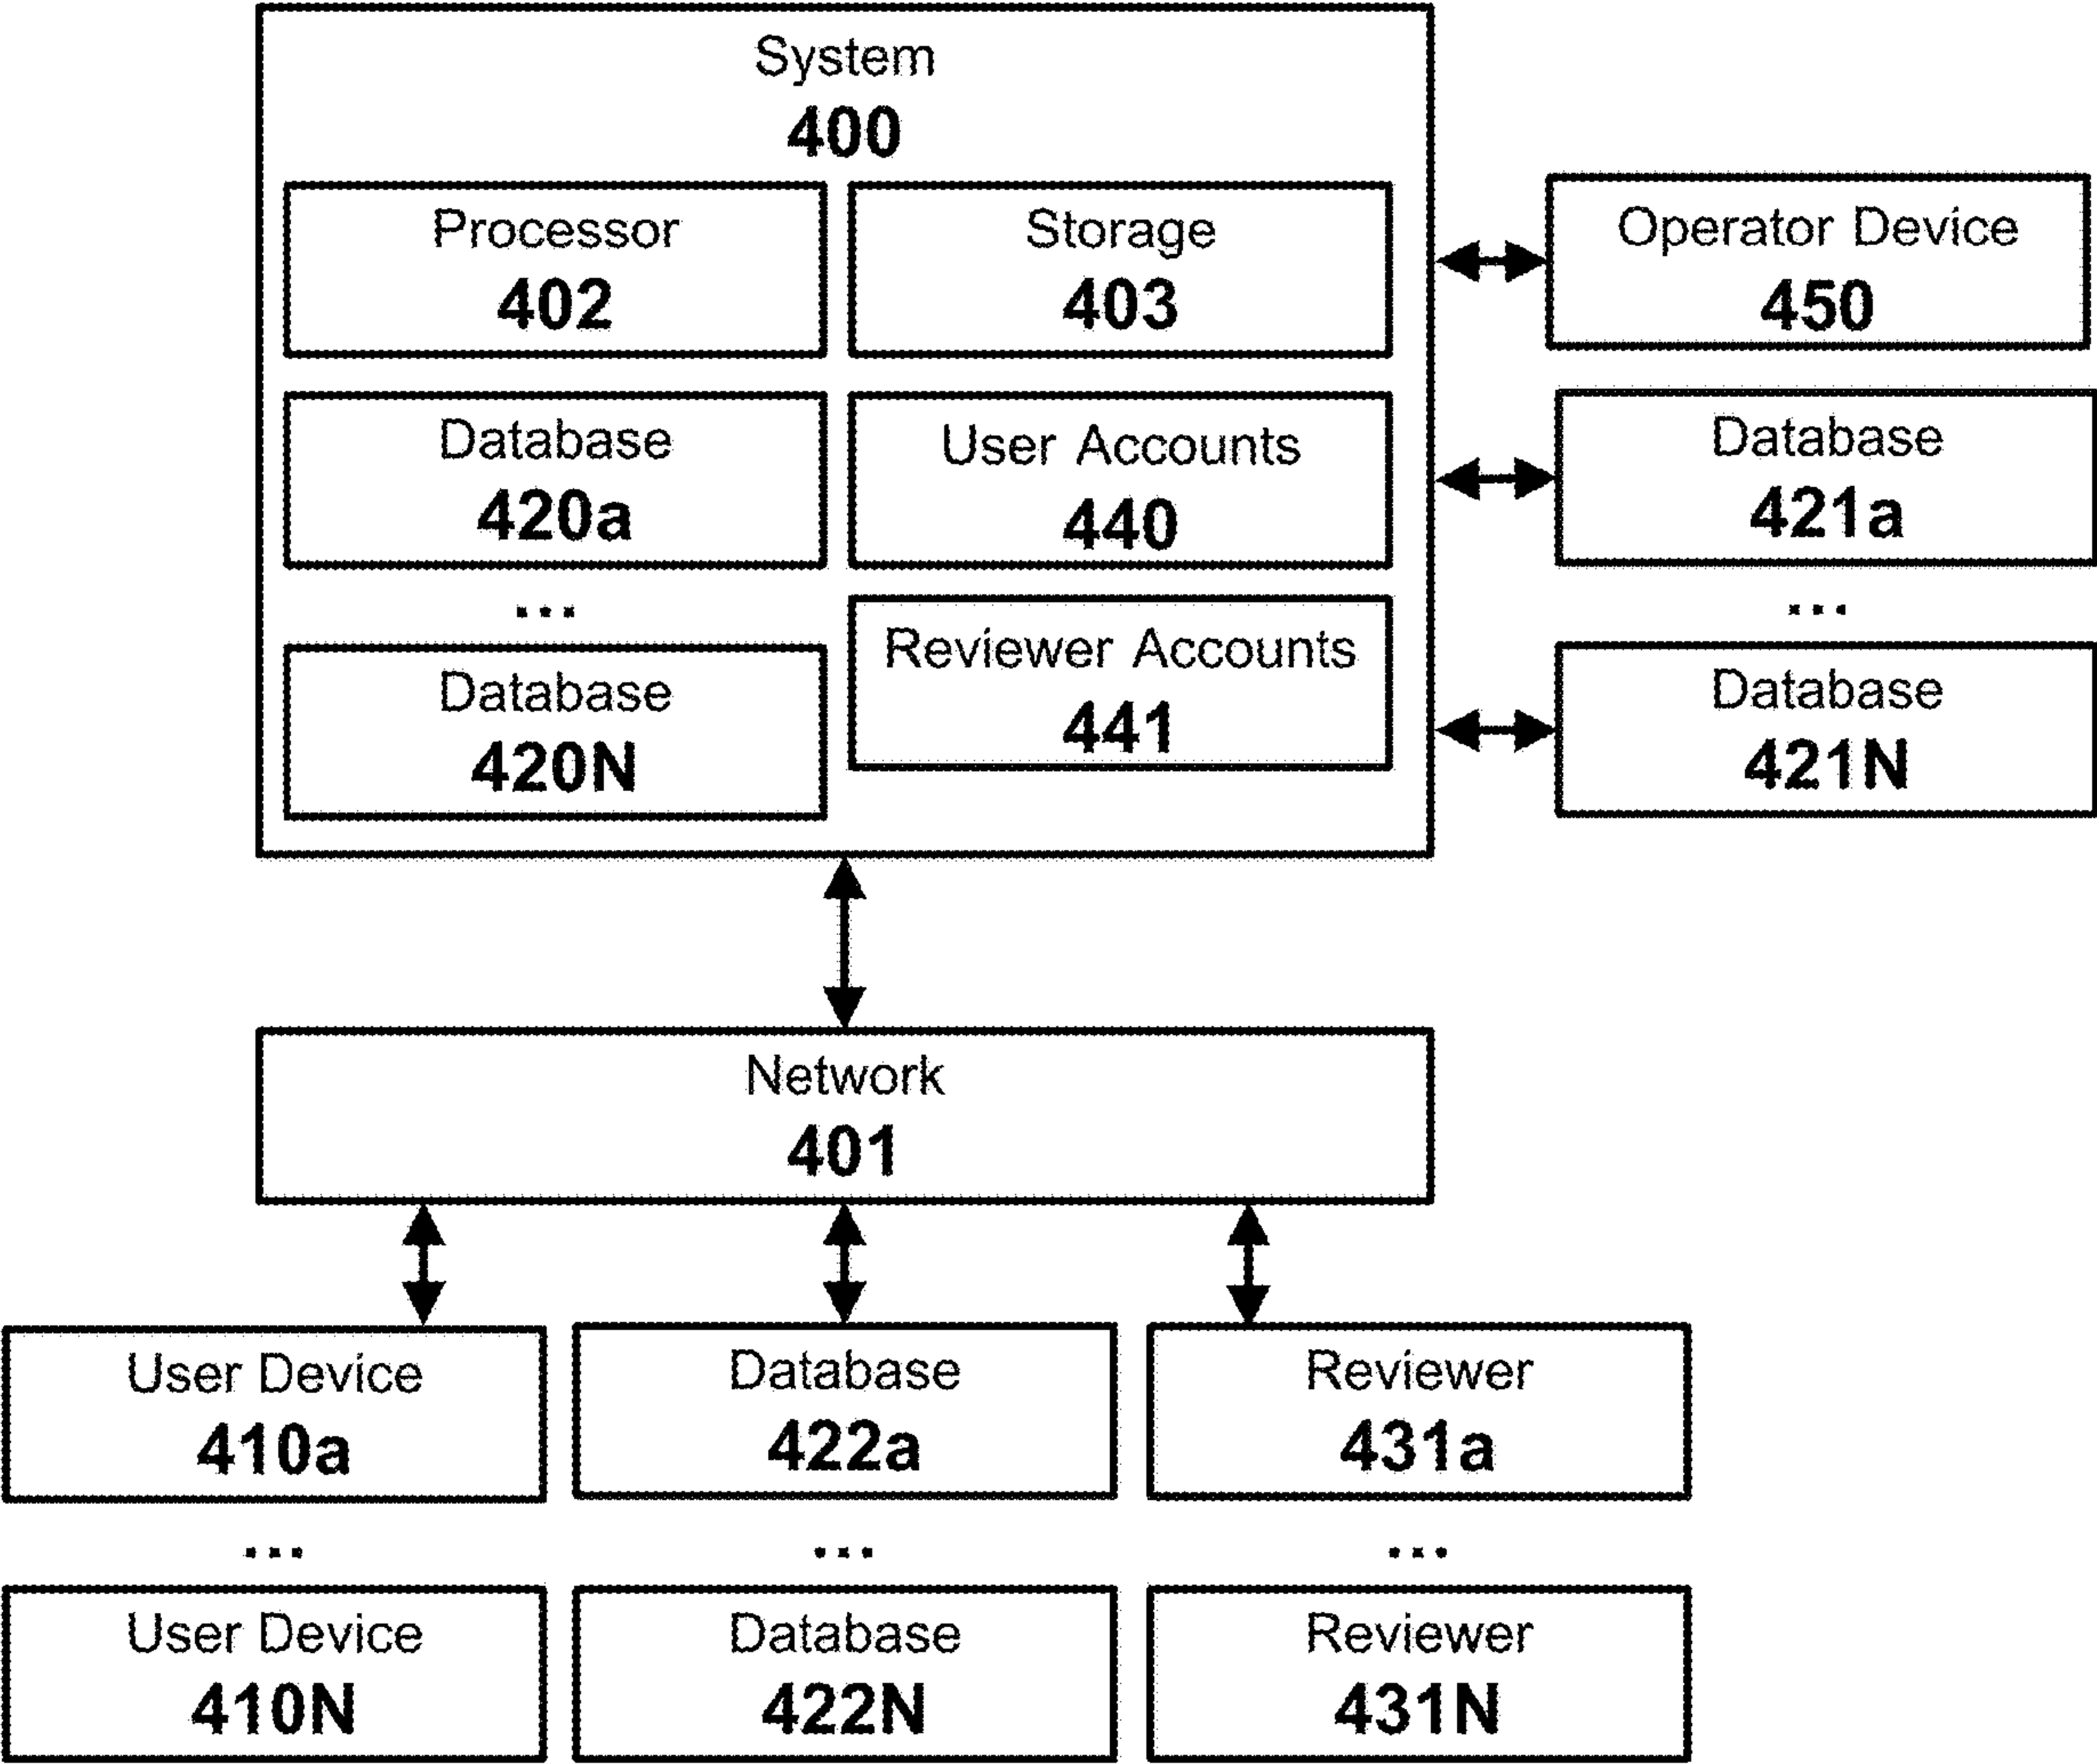 System
400
Processor
402
Storage
403
Operator Device
450
Database
420a
User Accounts
440
Database
421a
...
...
Reviewer Accounts
441
Database
420N
Database
421N
Network
401
User Device
410a
Database
422a
Reviewer
431a
...
...
...
User Device
410N
Database
422N
Reviewer
431N